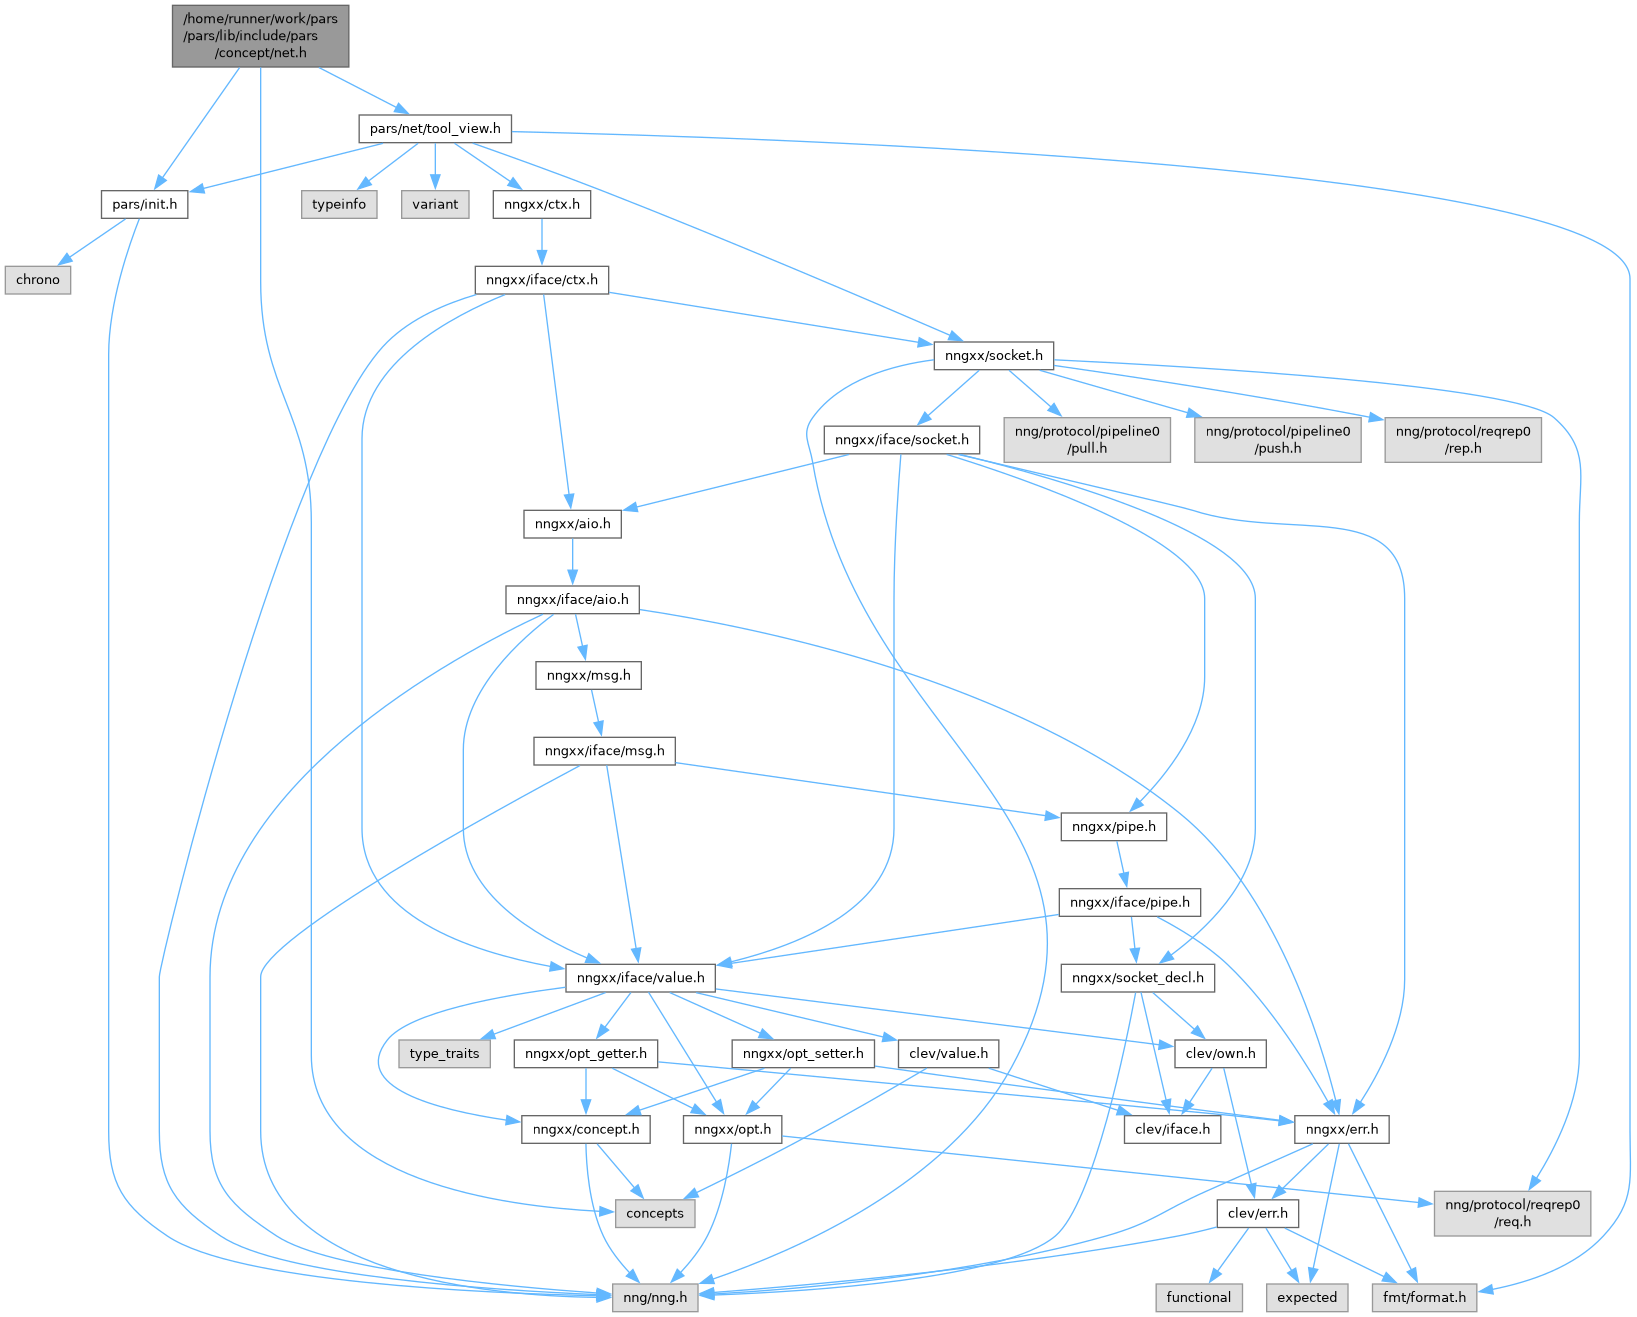 /home/runner/work/pars
/pars/lib/include/pars
/concept/net.h
pars/net/tool_view.h
pars/init.h
typeinfo
variant
nngxx/ctx.h
chrono
nngxx/iface/ctx.h
nngxx/socket.h
nngxx/iface/socket.h
nng/protocol/pipeline0
/pull.h
nng/protocol/pipeline0
/push.h
nng/protocol/reqrep0
/rep.h
nngxx/aio.h
nngxx/iface/aio.h
nngxx/msg.h
nngxx/iface/msg.h
nngxx/pipe.h
nngxx/iface/pipe.h
nngxx/iface/value.h
nngxx/socket_decl.h
type_traits
nngxx/opt_getter.h
nngxx/opt_setter.h
clev/value.h
clev/own.h
nngxx/concept.h
nngxx/opt.h
clev/iface.h
nngxx/err.h
concepts
clev/err.h
nng/protocol/reqrep0
/req.h
nng/nng.h
functional
expected
fmt/format.h